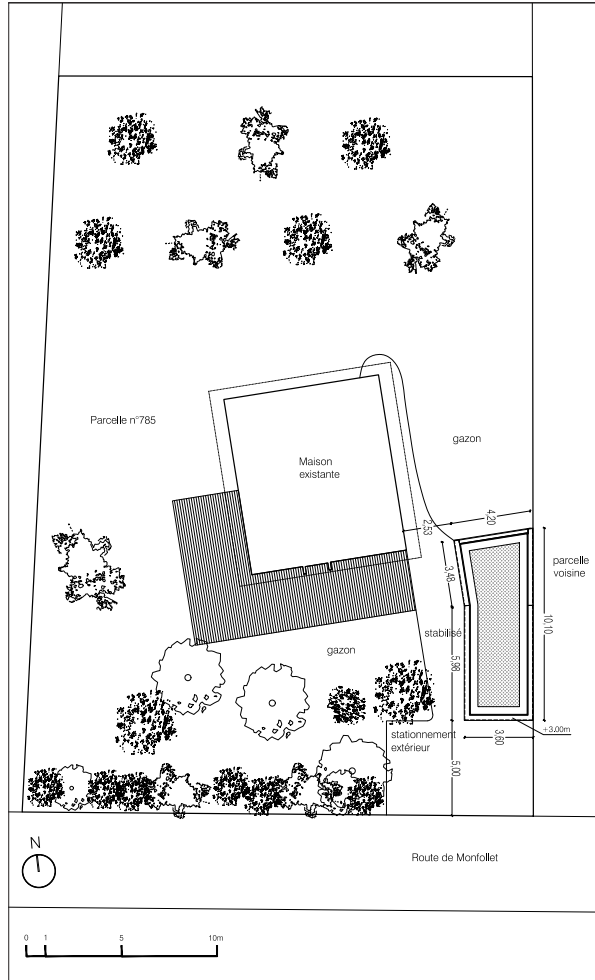 Parcelle n°785
Maison
existante
gazon
4,20
2,53
3,48
parcelle
voisine
10,10
stabilisé
5,98
gazon
stationnement
extérieur
+3.00m
3,60
5,00
N
Route de Monfollet
0 1 5 10m